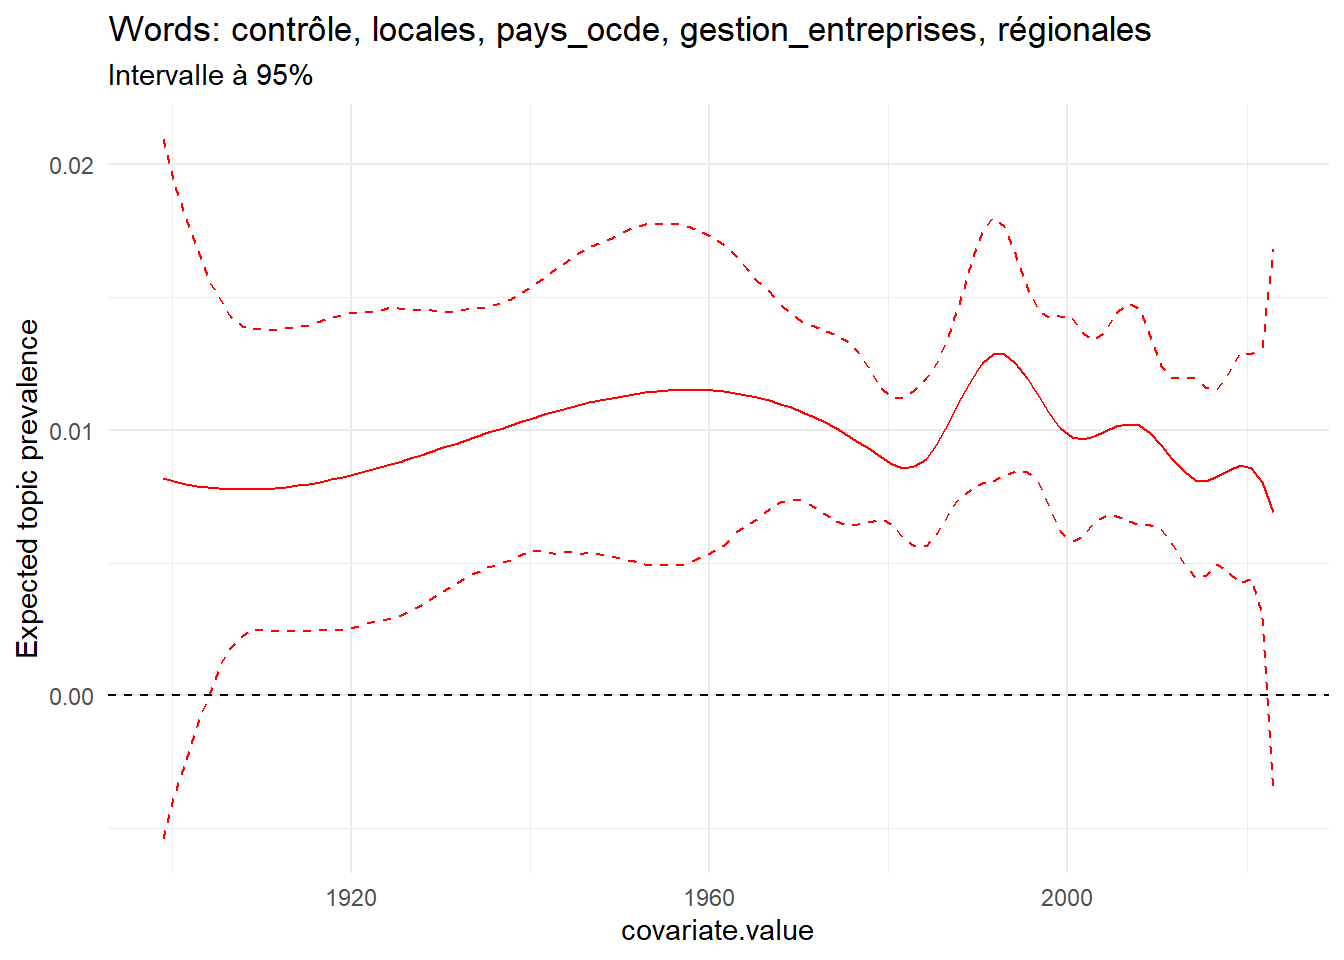 Words: contrôle, locales, pays_ocde, gestion_entreprises, régionales
Intervalle à 95%
Expected topic prevalence
0.02
0.01
0.00
1920
1960
2000
covariate.value